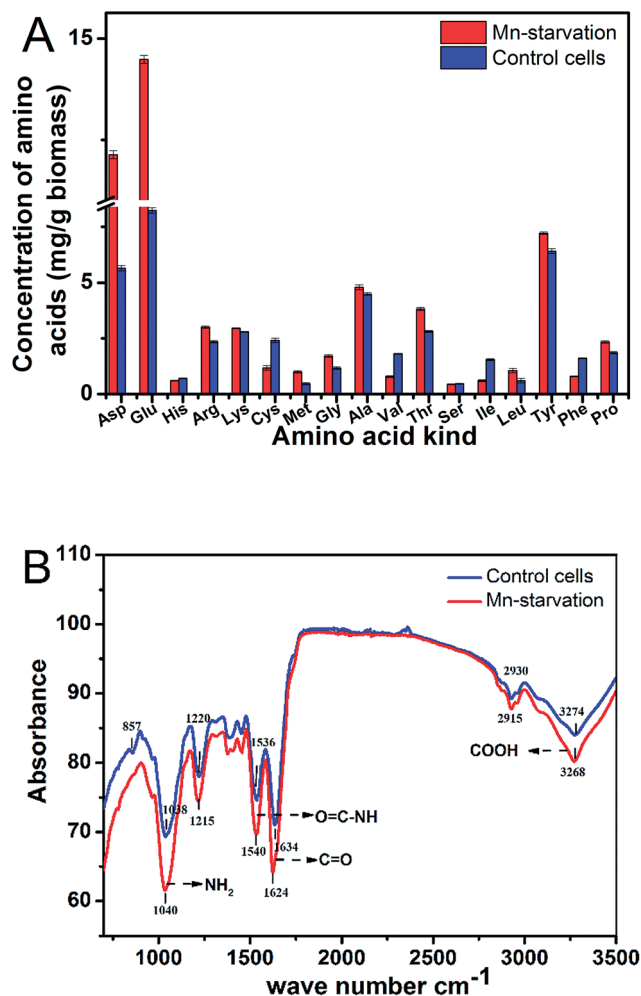 A
Mn-starvation
Control cells
Concentration of amino
acids (mg/g biomass)
15
5
0
Asp Glu His Arg Lys Cys Met Gly Ala Val Thr Ser Ile Leu Tyr Phe Pro
Amino acid kind
B
Control cells
Mn-starvation
Absorbance
110
100
90
80
70
60
857
1038
1040
NH2
1220
1215
1536
1540
O=C-NH
1634
C=O
1624
2930
2915
3274
COOH
3268
1000 1500 2000 2500 3000 3500
wave number cm-1